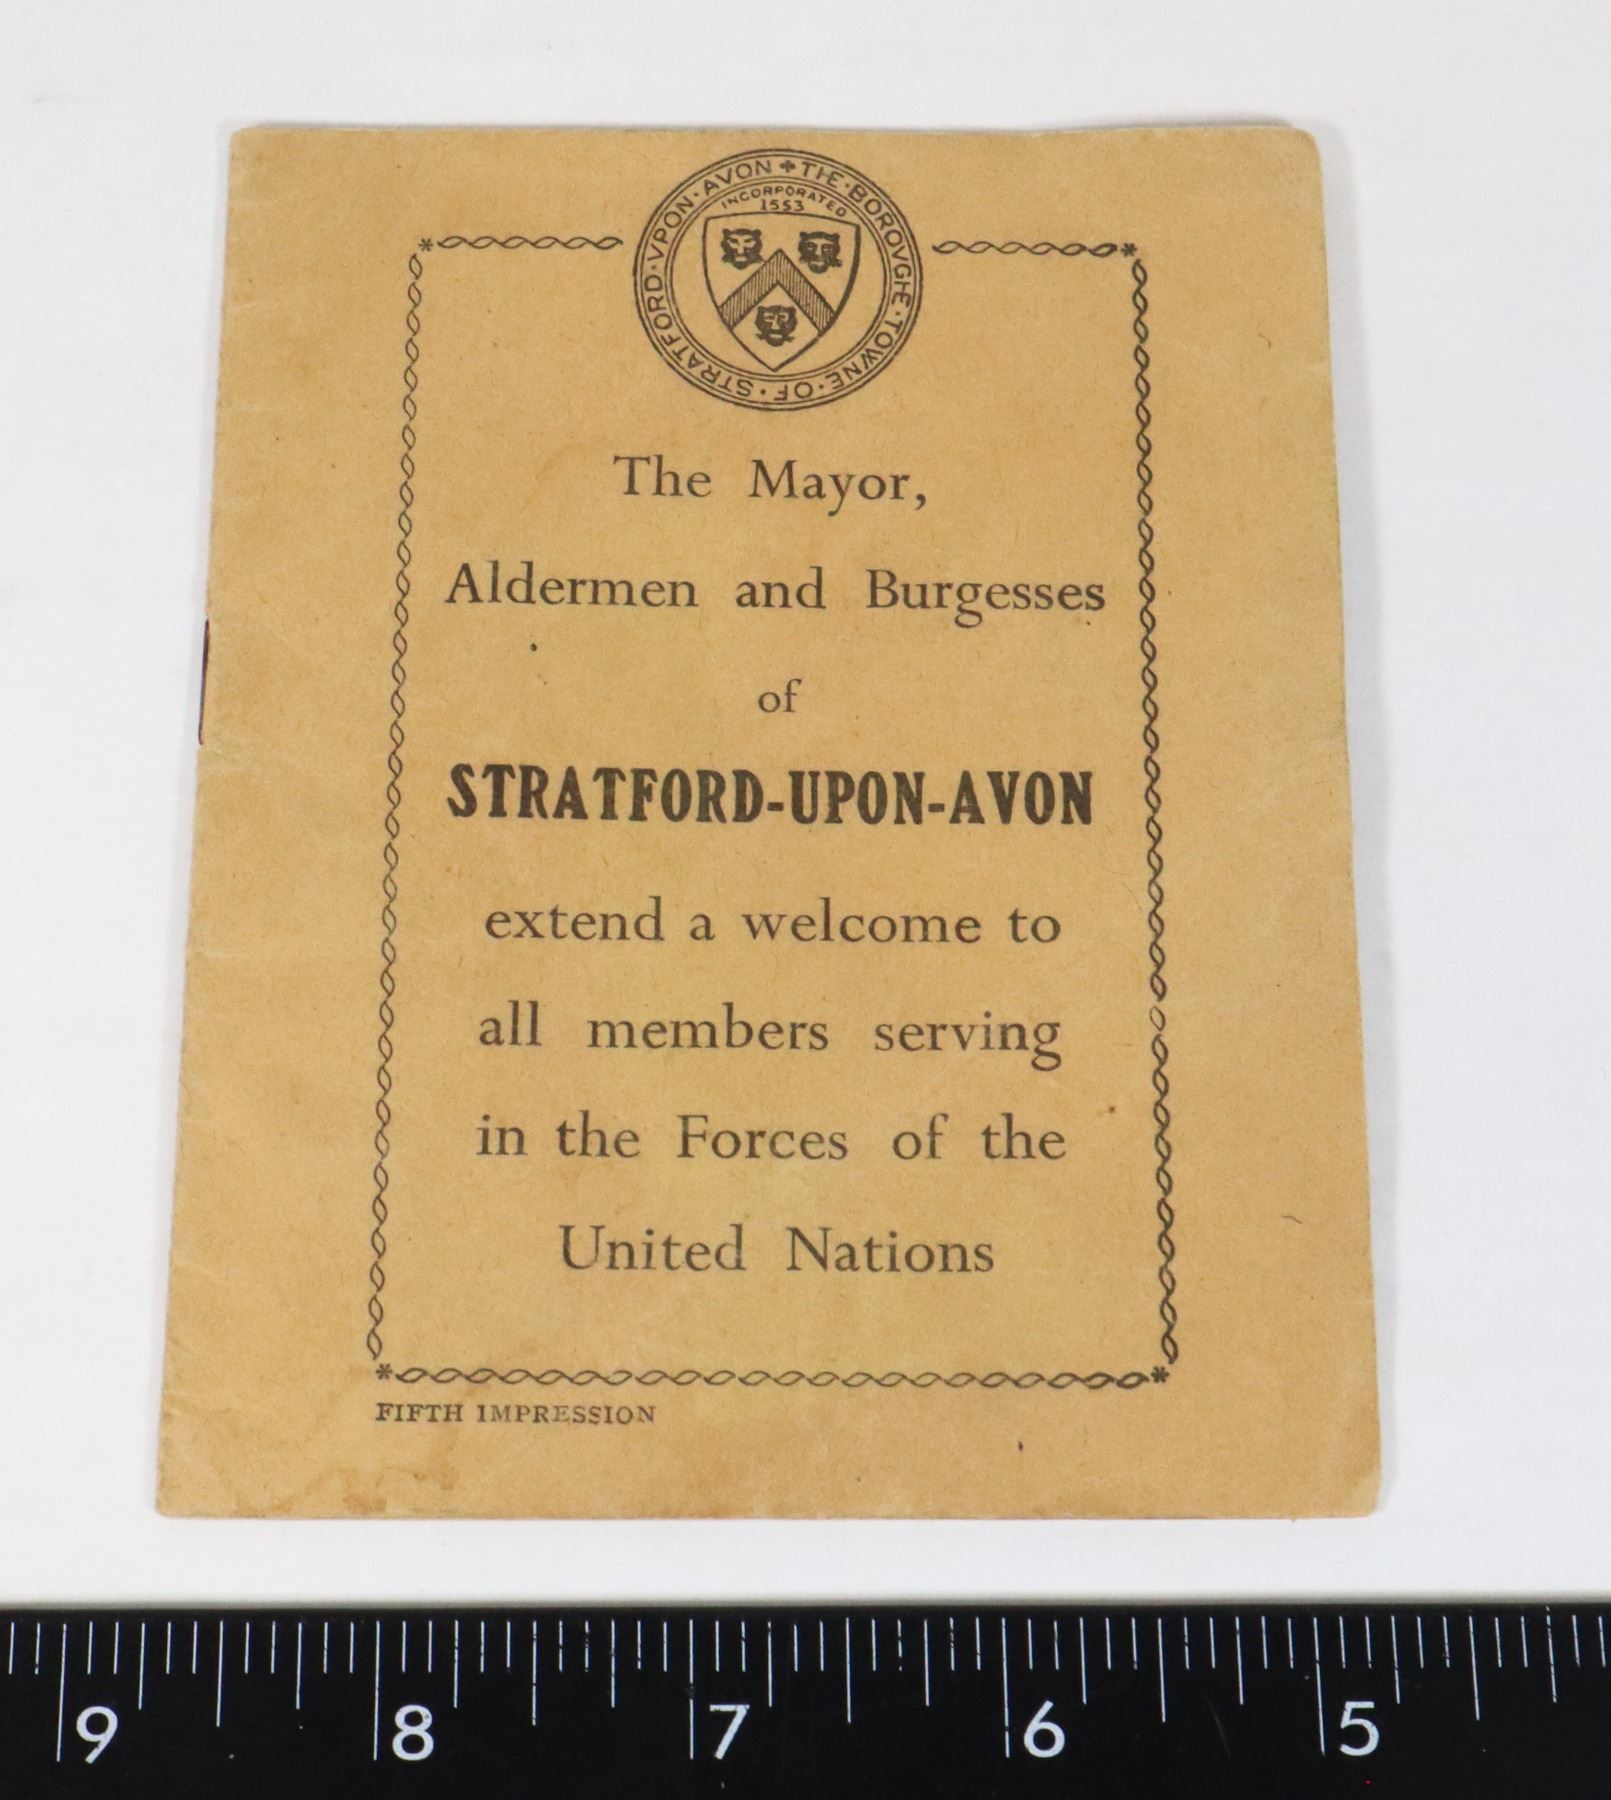 STRATFORD·VPON·AVON ✤ THE·BOROVGHE·TOWNE·OF·
INCORPORATED
1553
The Mayor,
Aldermen and Burgesses
of
STRATFORD-UPON-AVON
extend a welcome to
all members serving
in the Forces of the
United Nations
FIFTH IMPRESSION
9 8 7 6 5